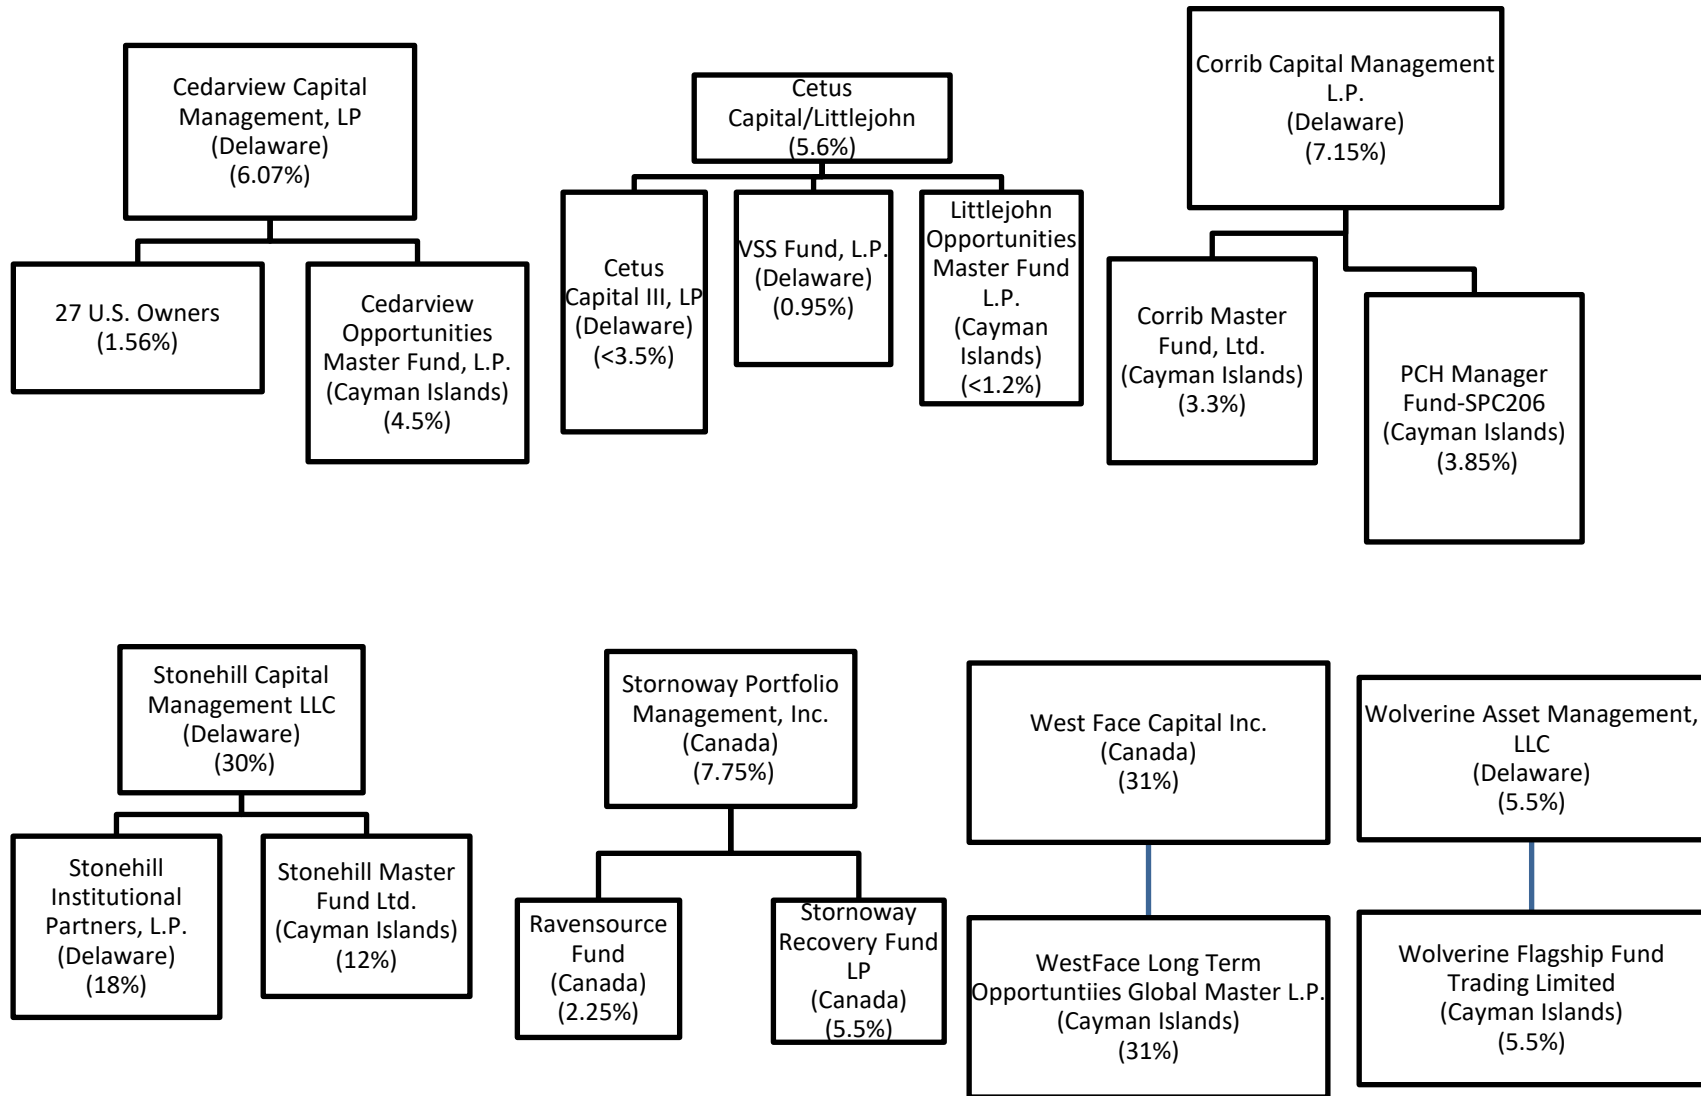 Cedarview Capital
Management, LP
(Delaware)
(6.07%)
27 U.S. Owners
(1.56%)
Cedarview
Opportunities
Master Fund, L.P.
(Cayman Islands)
(4.5%)
Cetus
Capital/Littlejohn
(5.6%)
Cetus
Capital III, LP
(Delaware)
(<3.5%)
VSS Fund, L.P.
(Delaware)
(0.95%)
Littlejohn
Opportunities
Master Fund
L.P.
(Cayman
Islands)
(<1.2%)
Corrib Capital Management
L.P.
(Delaware)
(7.15%)
Corrib Master
Fund, Ltd.
(Cayman Islands)
(3.3%)
PCH Manager
Fund-SPC206
(Cayman Islands)
(3.85%)
Stonehill Capital
Management LLC
(Delaware)
(30%)
Stonehill
Institutional
Partners, L.P.
(Delaware)
(18%)
Stonehill Master
Fund Ltd.
(Cayman Islands)
(12%)
Stornoway Portfolio
Management, Inc.
(Canada)
(7.75%)
Ravensource
Fund
(Canada)
(2.25%)
Stornoway
Recovery Fund
LP
(Canada)
(5.5%)
West Face Capital Inc.
(Canada)
(31%)
WestFace Long Term
Opportuntiies Global Master L.P.
(Cayman Islands)
(31%)
Wolverine Asset Management,
LLC
(Delaware)
(5.5%)
Wolverine Flagship Fund
Trading Limited
(Cayman Islands)
(5.5%)